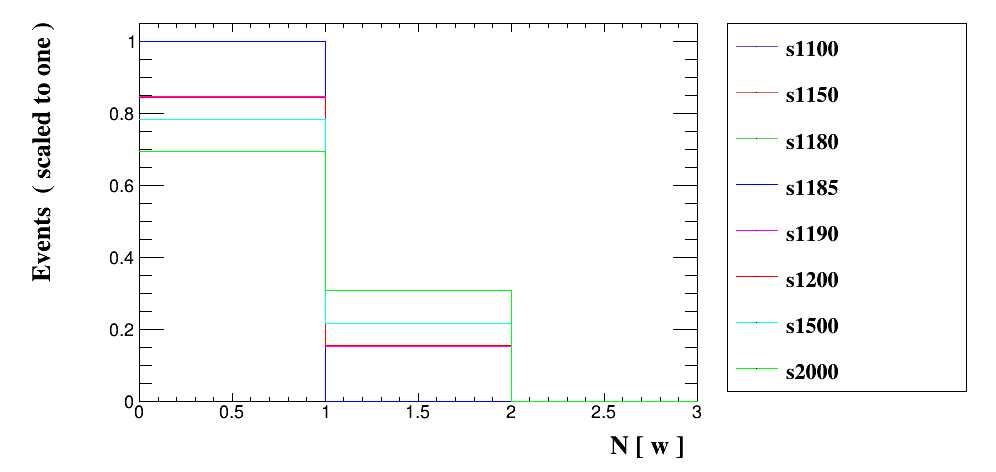 Events ( scaled to one )
1
0.8
0.6
0.4
0.2
0
0 0.5 1 1.5 2 2.5 3
N [ w ]
s1100
s1150
s1180
s1185
s1190
s1200
s1500
s2000